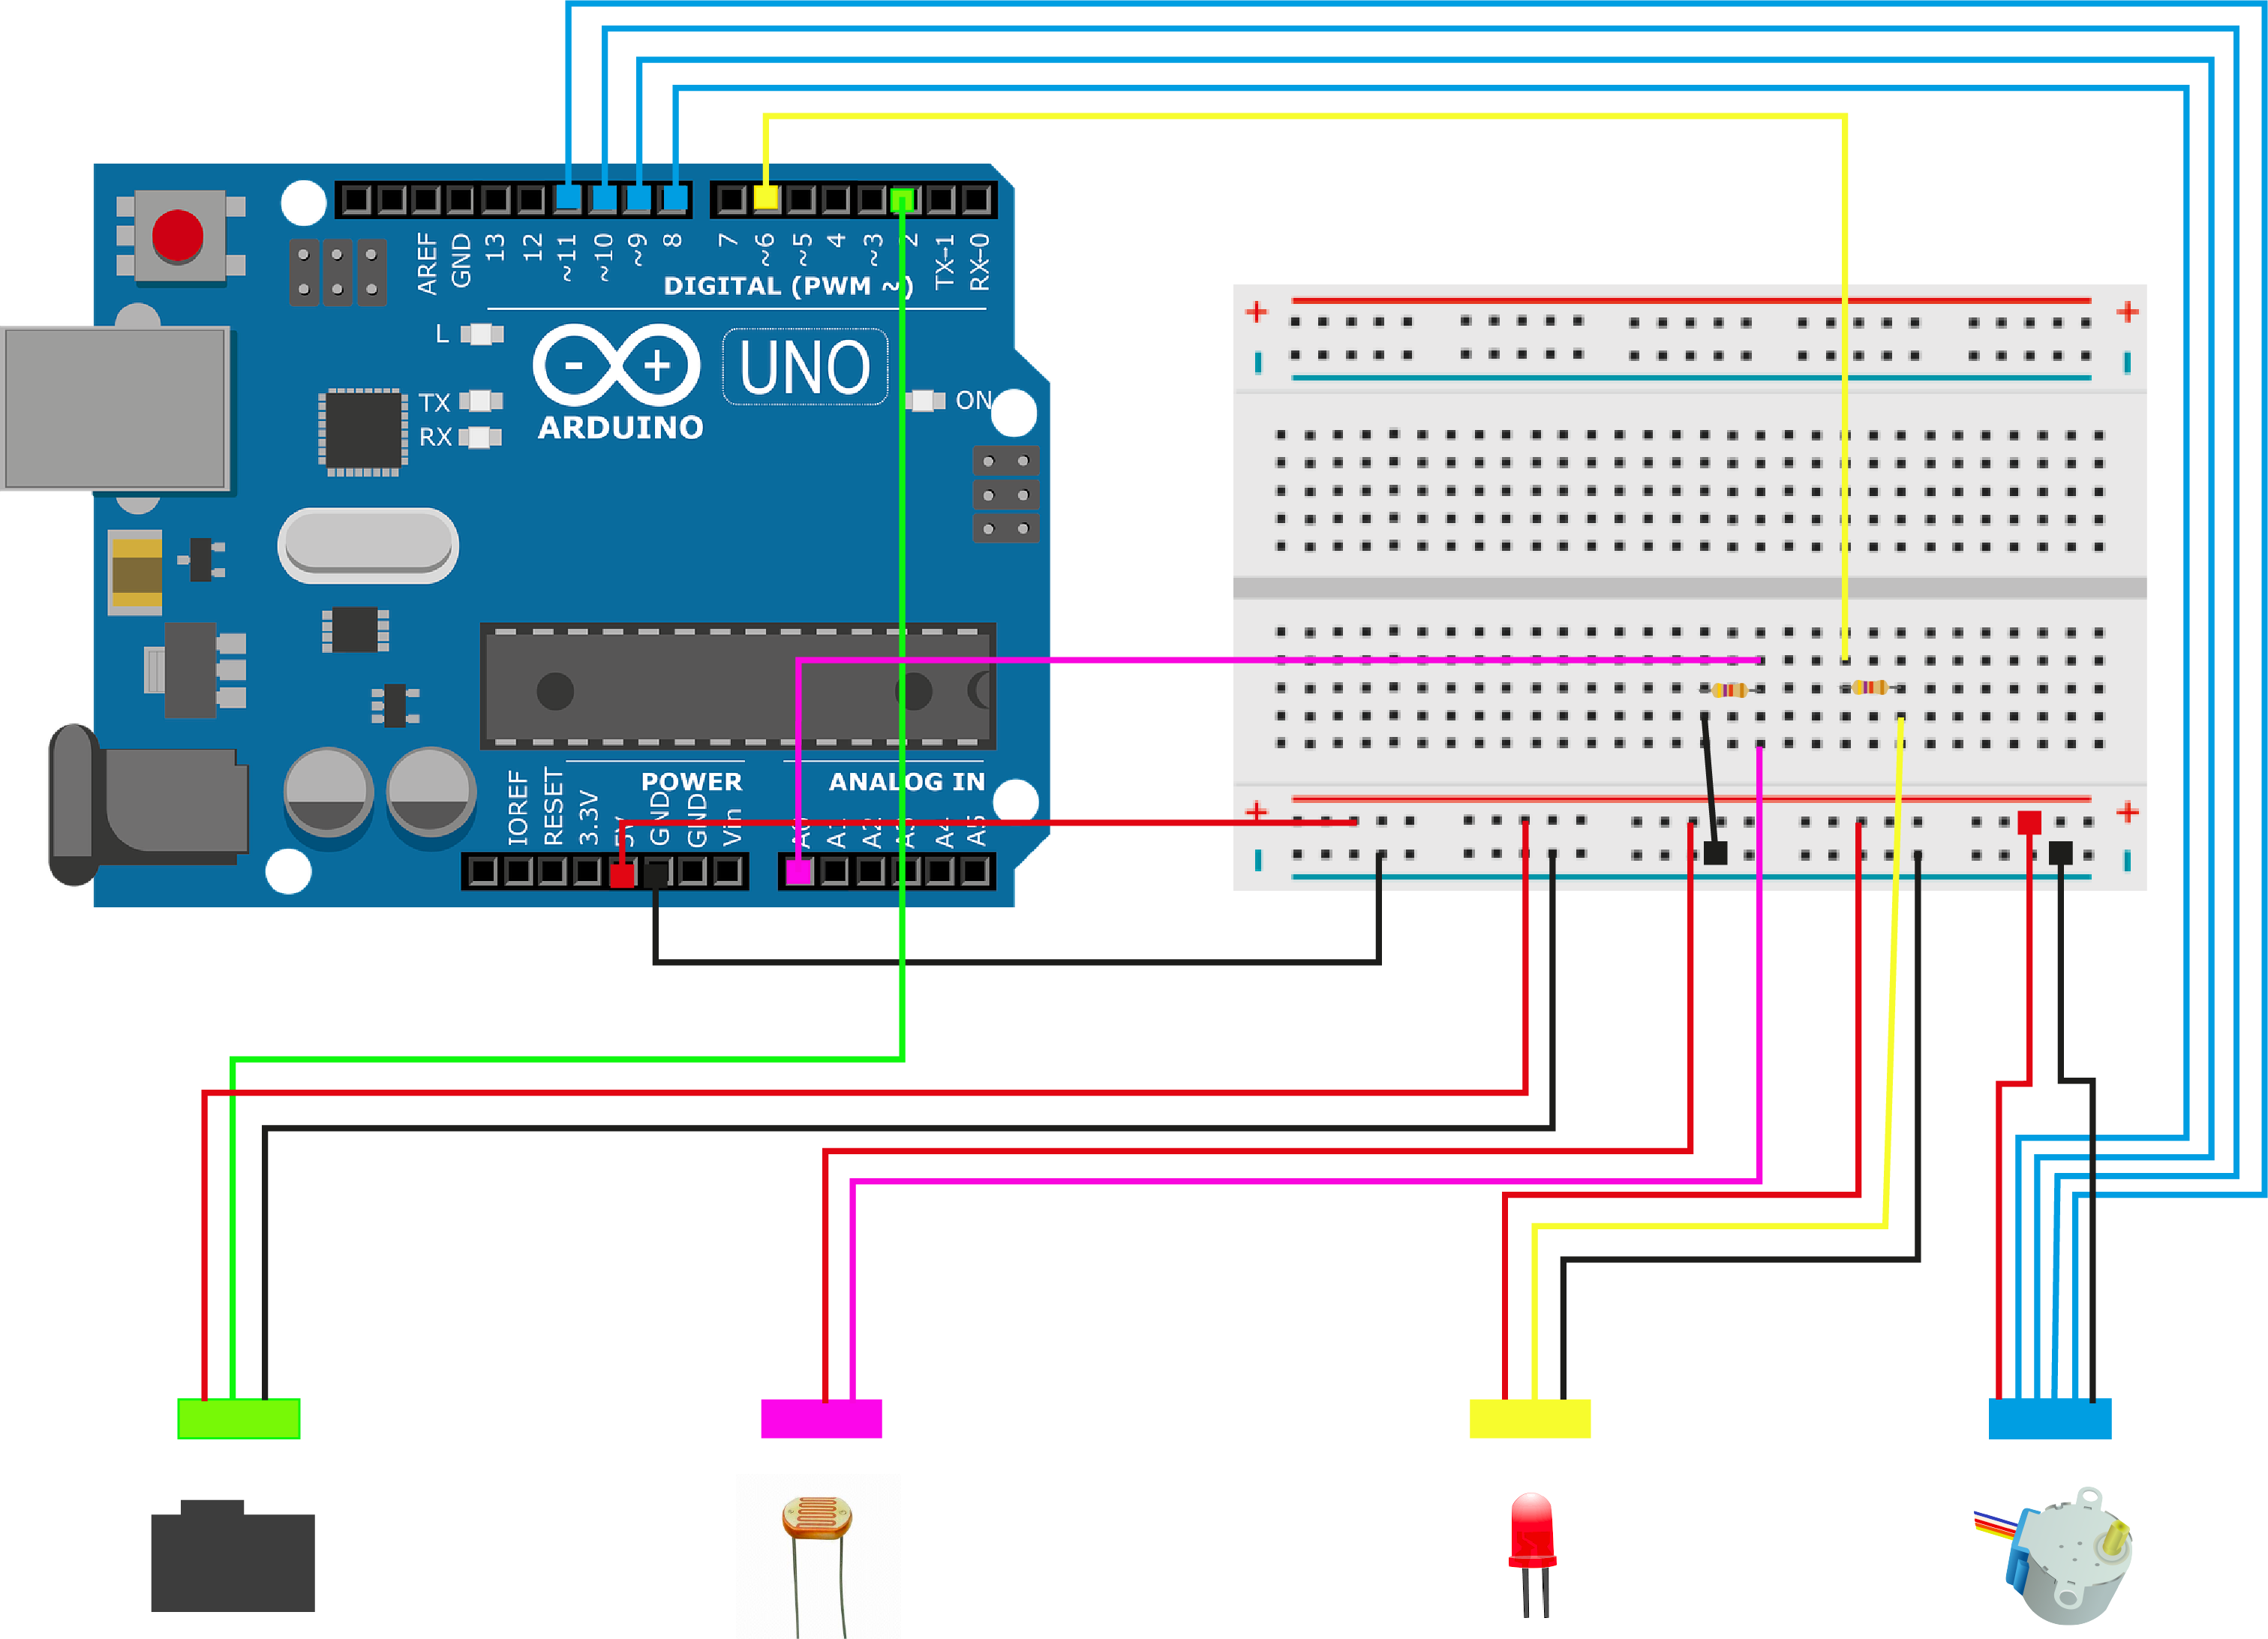 AREF
GND
13
12
~11
~10
~9
8
7
~6
~5
4
~3
2
TX→1
RX←0
DIGITAL (PWM ~)
L
- +
UNO
TX
RX
ON
ARDUINO
POWER
ANALOG IN
IOREF
RESET
3.3V
5V
GND
GND
Vin
A0
A1
A2
A3
A4
A5
+ +
+ +